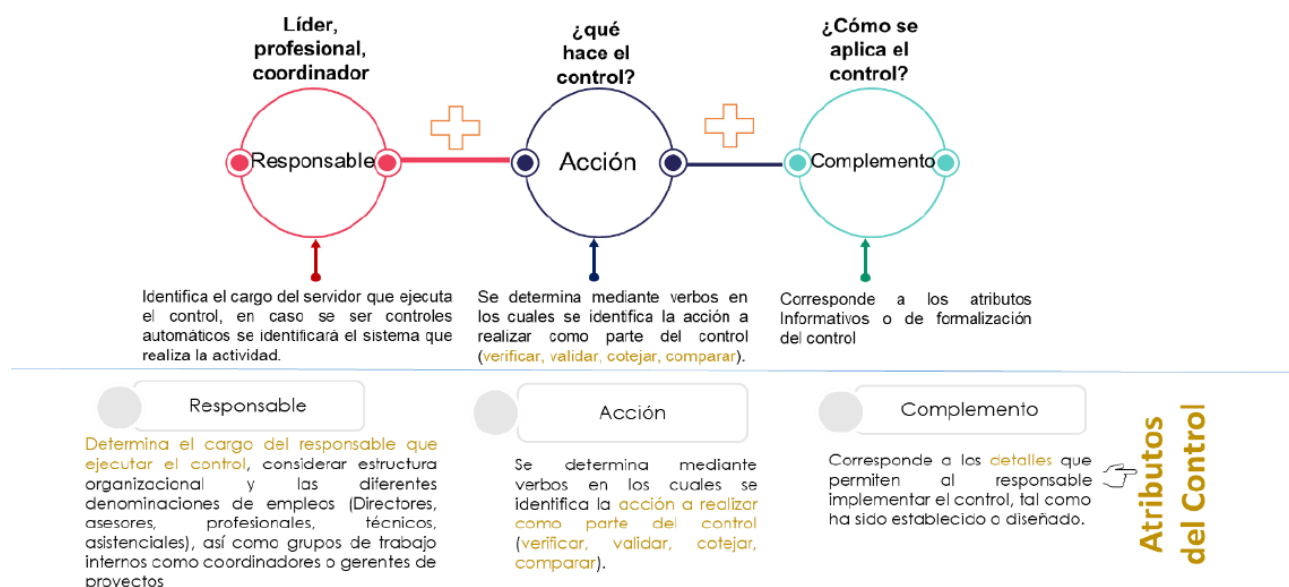 Líder,
profesional,
coordinador
¿qué
hace el
control?
¿Cómo se
aplica el
control?
Responsable
Acción
Complemento
Identifica el cargo del servidor que ejecuta
el control, en caso se ser controles
automáticos se identificará el sistema que
realiza la actividad.
Se determina mediante verbos en
los cuales se identifica la acción a
realizar como parte del control
(verificar, validar, cotejar, comparar).
Corresponde a los atributos
Informativos o de formalización
del control
Responsable
Determina el cargo del responsable que
ejecutar el control, considerar estructura
organizacional y las diferentes
denominaciones de empleos (Directores,
asesores, profesionales, técnicos,
asistenciales), así como grupos de trabajo
internos como coordinadores o gerentes de
proyectos
Acción
Se determina mediante
verbos en los cuales se
identifica la acción a realizar
como parte del control
(verificar, validar, cotejar,
comparar).
Complemento
Corresponde a los detalles que
permiten al responsable
implementar el control, tal como
ha sido establecido o diseñado.
Atributos
del Control